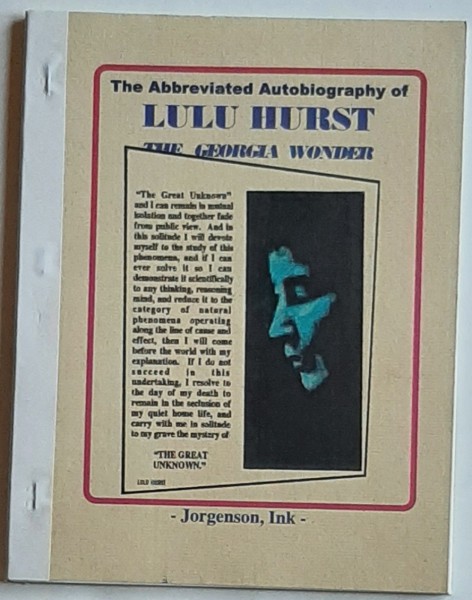 The Abbreviated Autobiography of
LULU HURST
THE GEORGIA WONDER
"The Great Unknown"
and I can remain in mutual
isolation and together fade
from public view. And in
this solitude I will devote
myself to the study of this
phenomena, and if I can
ever solve it so I can
demonstrate it scientifically
to any thinking, reasoning
mind, and reduce it to the
category of natural
phenomena operating
along the line of cause and
effect, then I will come
before the world with my
explanation. If I do not
succeed in this
undertaking, I resolve to
the day of my death to
remain in the seclusion of
my quiet home life, and
carry with me in solitude
to my grave the mystery of
"THE GREAT
UNKNOWN."
LULU HURST
- Jorgenson, Ink -